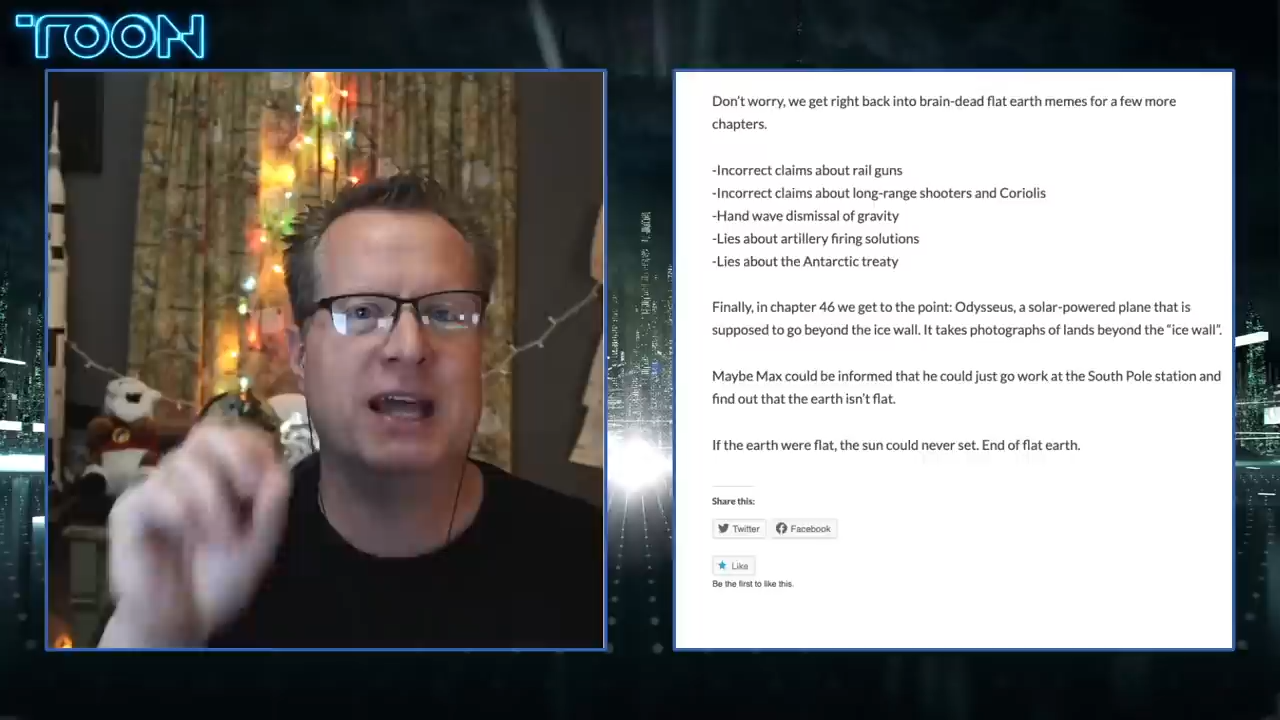 TOON
Don't worry, we get right back into brain-dead flat earth memes for a few more
chapters.
-Incorrect claims about rail guns
-Incorrect claims about long-range shooters and Coriolis
-Hand wave dismissal of gravity
-Lies about artillery firing solutions
-Lies about the Antarctic treaty
Finally, in chapter 46 we get to the point: Odysseus, a solar-powered plane that is
supposed to go beyond the ice wall. It takes photographs of lands beyond the “ice wall”.
Maybe Max could be informed that he could just go work at the South Pole station and
find out that the earth isn't flat.
If the earth were flat, the sun could never set. End of flat earth.
Share this:
Twitter Facebook
Like
Be the first to like this.